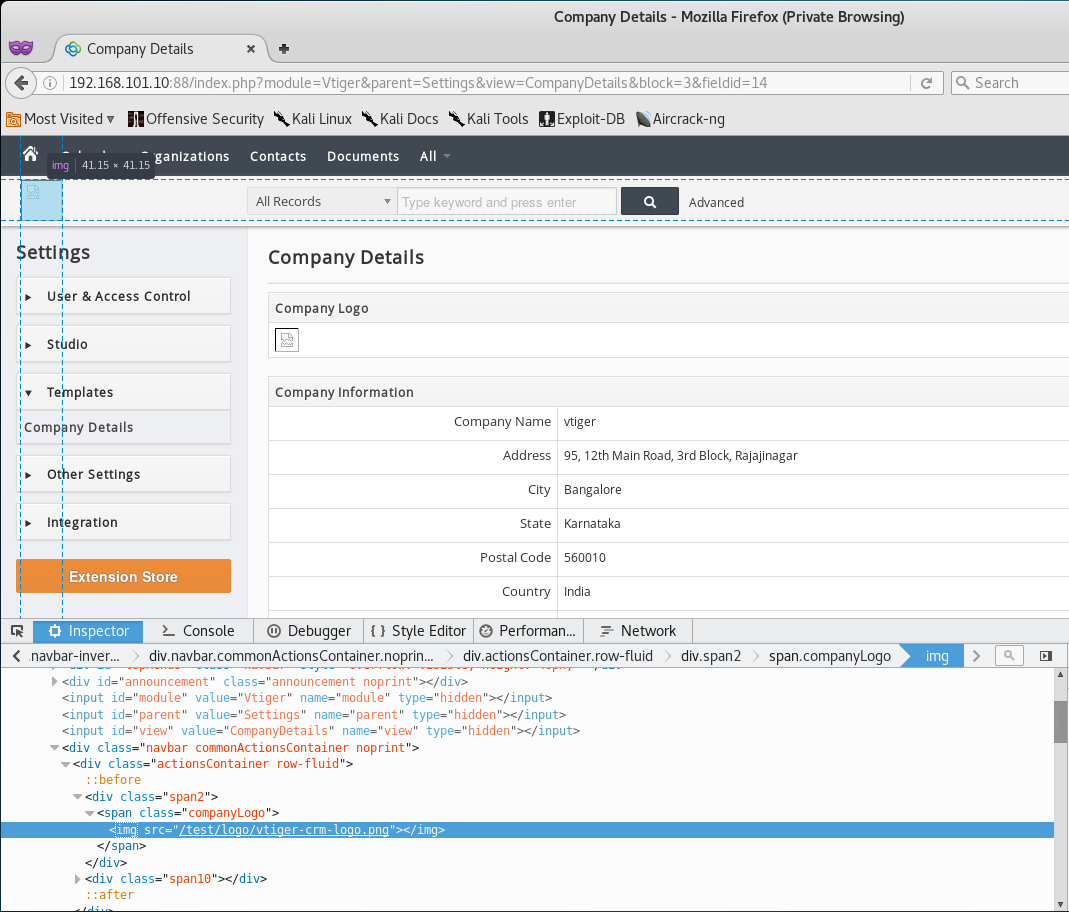 Company Details - Mozilla Firefox (Private Browsing)
Company Details
192.168.101.10:88/index.php?module=Vtiger&parent=Settings&view=CompanyDetails&block=3&fieldid=14
Search
Most Visited
Offensive Security
Kali Linux
Kali Docs
Kali Tools
Exploit-DB
Aircrack-ng
Organizations
Contacts
Documents
All
img
41.15 × 41.15
All Records
Type keyword and press enter
Advanced
Settings
User & Access Control
Studio
Templates
Company Details
Other Settings
Integration
Extension Store
Company Details
Company Logo
Company Information
Company Name vtiger
Address 95, 12th Main Road, 3rd Block, Rajajinagar
City Bangalore
State Karnataka
Postal Code 560010
Country India
Inspector
Console
{ } Style Editor
Debugger
Performan...
Network
.navbar-inver...
div.navbar.commonActionsContainer.noprin...
div.actionsContainer.row-fluid
div.span2
span.companyLogo
img
<div id="announcement" class="announcement noprint"></div>
<input id="module" value="Vtiger" name="module" type="hidden"></input>
<input id="parent" value="Settings" name="parent" type="hidden"></input>
<input id="view" value="CompanyDetails" name="view" type="hidden"></input>
<div class="navbar commonActionsContainer noprint">
<div class="actionsContainer row-fluid">
::before
<div class="span2">
<span class="companyLogo">
<img src="/test/logo/vtiger-crm-logo.png"></img>
</span>
</div>
<div class="span10"></div>
::after